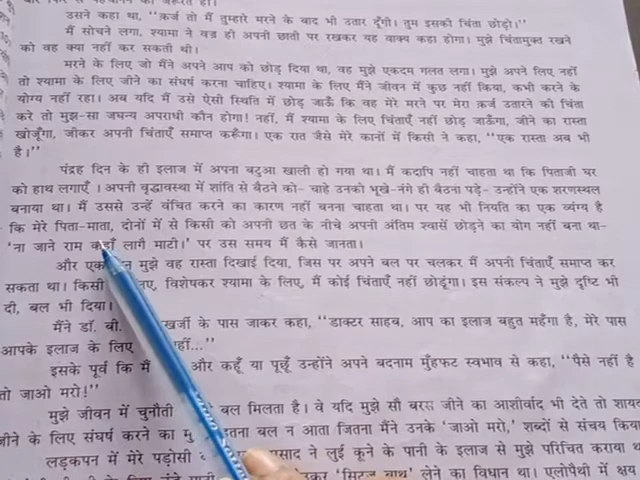 उसने कहा था, ‘‘क़र्ज तो मैं तुम्हारे मरने के बाद भी उतार दूँगी। तुम इसकी चिंता छोड़ो।’’
मैं सोचने लगा, श्यामा ने वज्र ही अपनी छाती पर रखकर यह वाक्य कहा होगा। मुझे चिंतामुक्त रखने
को वह क्या नहीं कर सकती थी।
मरने के लिए जो मैंने अपने आप को छोड़ दिया था, वह मुझे एकदम गलत लगा। मुझे अपने लिए नहीं
तो श्यामा के लिए जीने का संघर्ष करना चाहिए। श्यामा के लिए मैंने जीवन में कुछ नहीं किया, कभी करने के
योग्य नहीं रहा। अब यदि मैं उसे ऐसी स्थिति में छोड़ जाऊँ कि वह मेरे मरने पर मेरा क़र्ज़ उतारने की चिंता
करे तो मुझ-सा जघन्य अपराधी कौन होगा! नहीं, मैं श्यामा के लिए चिंताएँ नहीं छोड़ जाऊँगा, जीने का रास्ता
खोजूँगा, जीकर अपनी चिंताएँ समाप्त करूँगा। एक रात जैसे मेरे कानों में किसी ने कहा, ‘‘एक रास्ता अब भी
है।’’
पंद्रह दिन के ही इलाज में अपना बटुआ खाली हो गया था। मैं कदापि नहीं चाहता था कि पिताजी घर
को हाथ लगाएँ । अपनी वृद्धावस्था में शांति से बैठने को- चाहे उनको भूखे-नंगे ही बैठना पड़े- उन्होंने एक शरणस्थल
बनाया था। मैं उससे उन्हें वंचित करने का कारण नहीं बनना चाहता था। पर यह भी नियति का एक व्यंग्य है
कि मेरे पिता-माता, दोनों में से किसी को अपनी छत के नीचे अपनी अंतिम श्वासें छोड़ने का योग नहीं बना था-
‘ना जाने राम कहाँ लागै माटी।’ पर उस समय मैं कैसे जानता।
और एक मुझे वह रास्ता दिखाई दिया, जिस पर अपने बल पर चलकर मैं अपनी चिंताएँ समाप्त कर
सकता था। किसी विशेषकर श्यामा के लिए, मैं कोई चिंताएँ नहीं छोड़ूंगा। इस संकल्प ने मुझे दृष्टि भी
दी, बल भी दिया।
मैंने डॉ. बी. के पास जाकर कहा, ‘‘डाक्टर साहब, आप का इलाज बहुत महँगा है, मेरे पास
आपके इलाज के लिए
इसके पूर्व कि मैं और कहूँ या पूछूँ उन्होंने अपने बदनाम मुँहफट स्वभाव से कहा, ‘‘पैसे नहीं है
तो जाओ मरो!’’
मुझे जीवन में चुनौती बल मिलता है। वे यदि मुझे सौ बरस जीने का आशीर्वाद भी देते तो शायद
जीने के लिए संघर्ष करने का बल न आता जितना मैंने उनके ‘जाओ मरो,’ शब्दों से संचय किया
लड़कपन में मेरे पड़ोसी ने लुई कूने के पानी के इलाज से मुझे परिचित कराया था
लेने का विधान था। एलोपैथी में क्षय